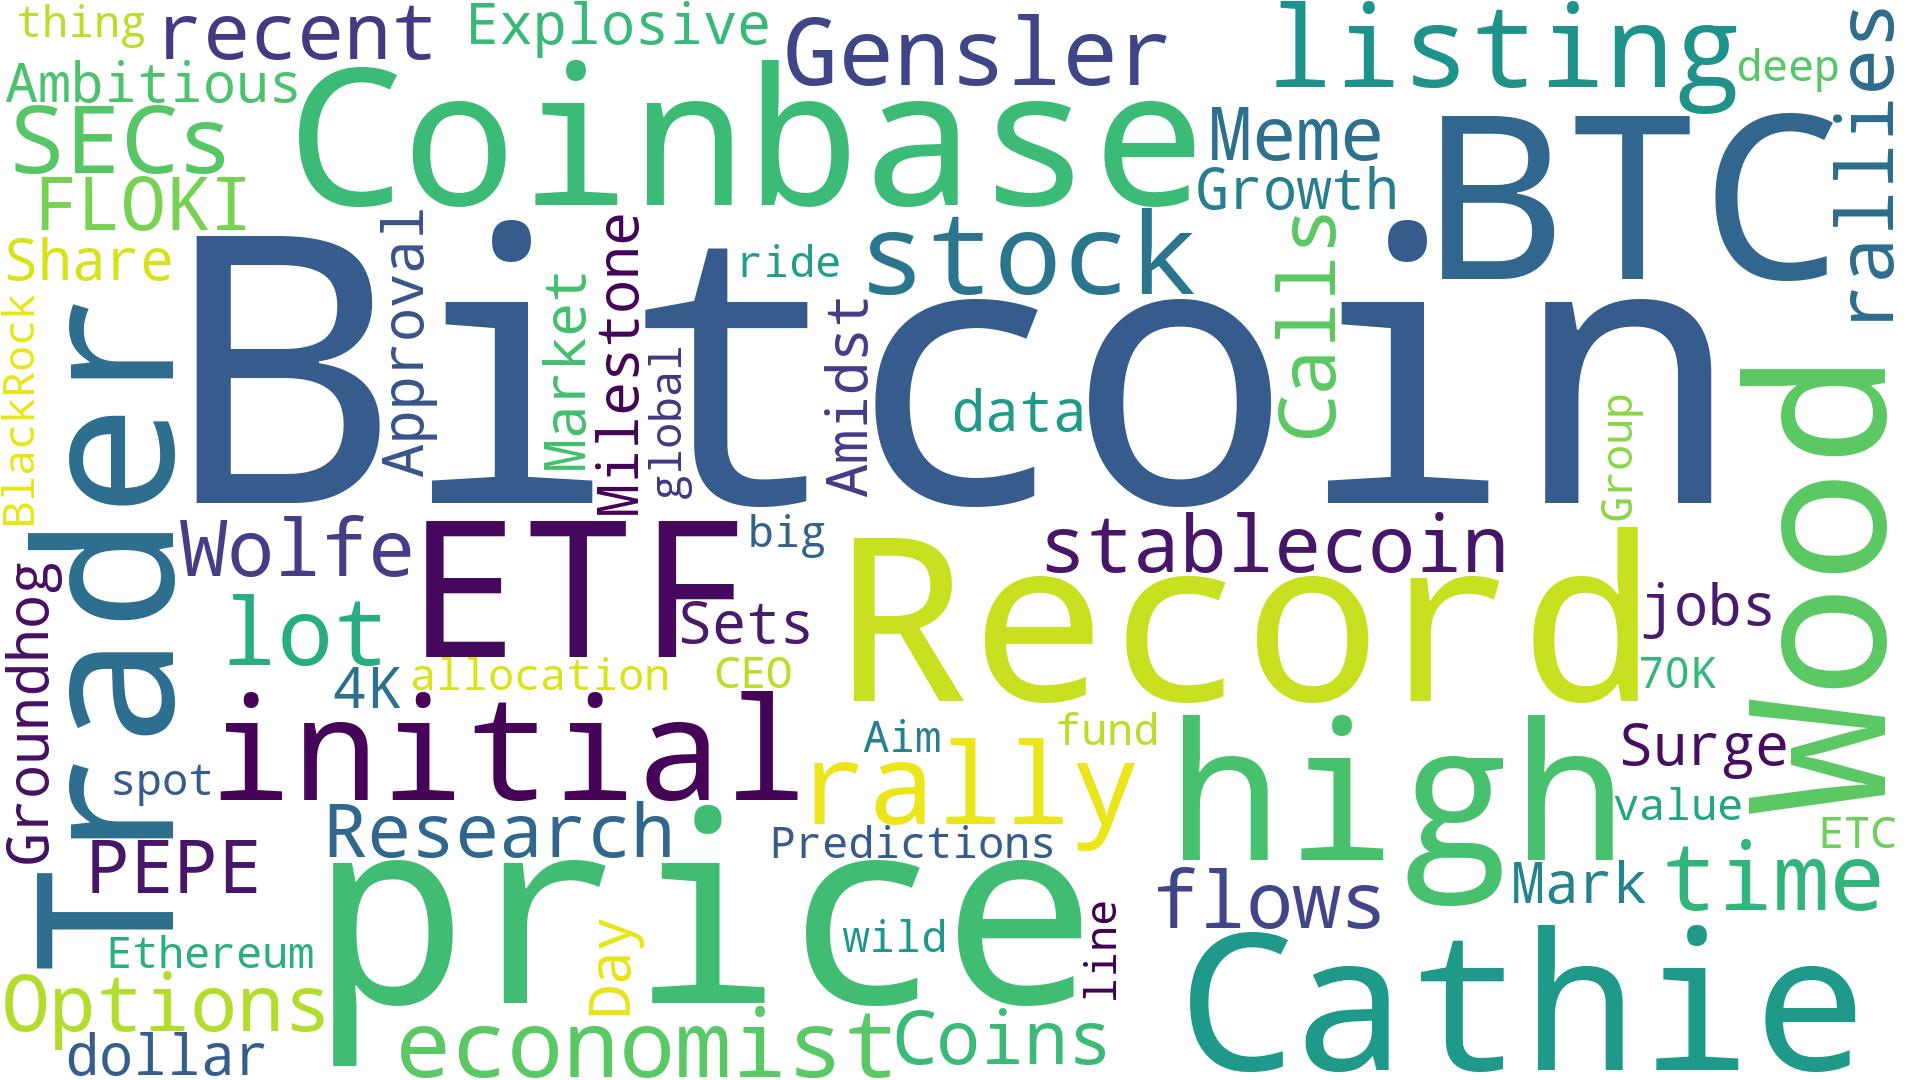 thing
recent
Explosive
Gensler
listing
deep
rallies
Ambitious
SECs
Coinbase
Meme
BTC
FLOKI
Growth
Share
Approval
Bitcoin
Market
Milestone
global
ride
stock
Amidst
data
Calls
Group
BlackRock
Trader
Wood
Wolfe
ETF
big
stablecoin
Record
Groundhog
lot
Sets
jobs
4K
allocation
CEO
70K
initial
Aim
rally
fund
high
Surge
spot
value
PEPE
Research
Predictions
ETC
price
flows
Mark
time
Ethereum
Day
wild
line
Cathie
Options
dollar
economist
Coins